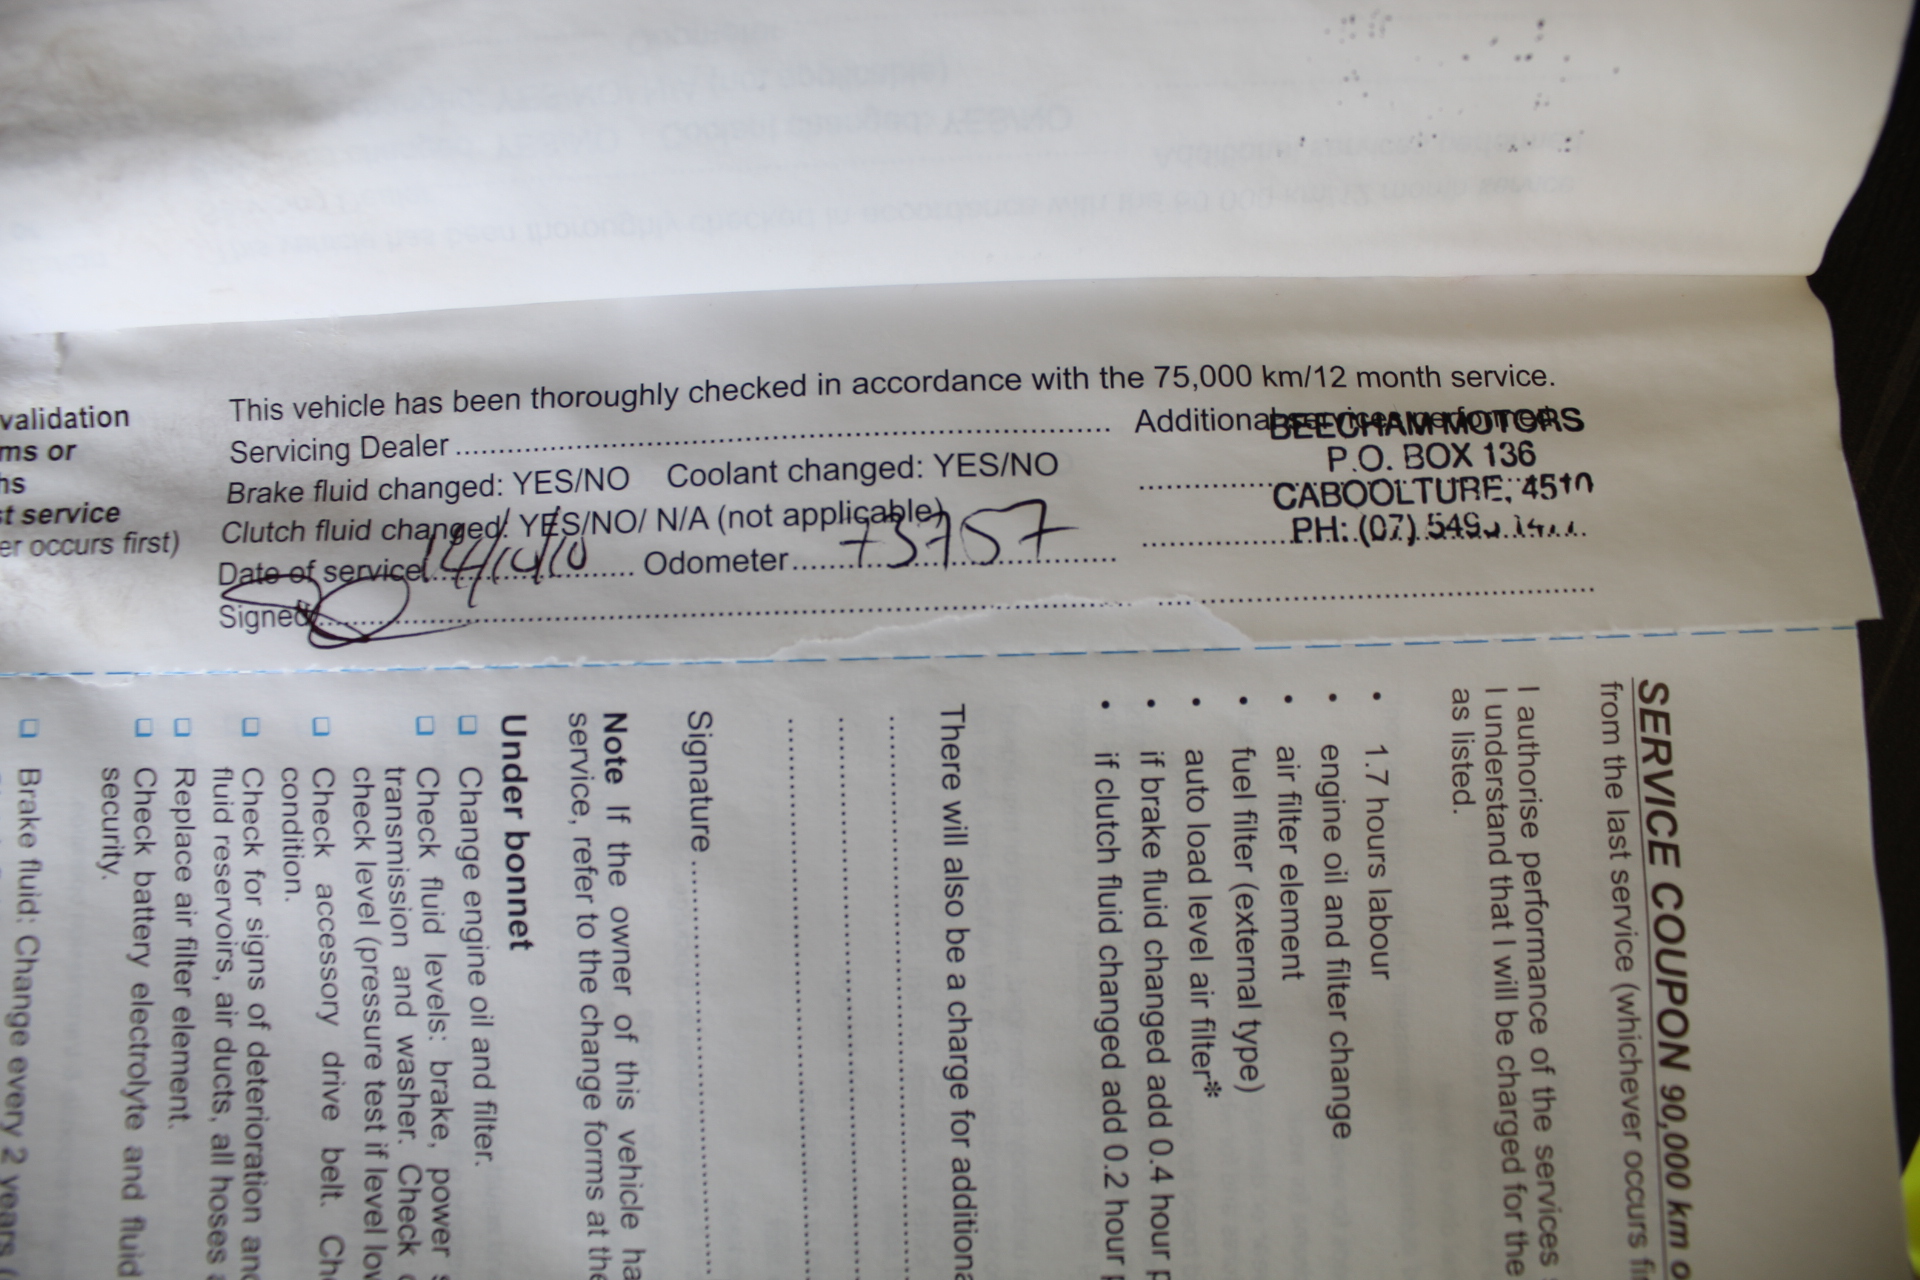 validation
ms or
hs
st service
er occurs first)
This vehicle has been thoroughly checked in accordance with the 75,000 km/12 month service.
Servicing Dealer
Additional services performed
Brake fluid changed: YES/NO Coolant changed: YES/NO
Clutch fluid changed: YES/NO/ N/A (not applicable)
Date of service Odometer 73757
Signed
BEECHAM MOTORS
P.O. BOX 136
CABOOLTURE, 4510
PH: (07)
SERVICE COUPON 90,000 km o
from the last service (whichever occurs fir
I authorise performance of the services
I understand that I will be charged for the
as listed.
• 1.7 hours labour
• engine oil and filter change
• air filter element
• fuel filter (external type)
• auto load level air filter*
• if brake fluid changed add 0.4 hour p
• if clutch fluid changed add 0.2 hour p
There will also be a charge for additiona
Signature
Note If the owner of this vehicle ha
service, refer to the change forms at the
Under bonnet
Change engine oil and filter.
Check fluid levels: brake, power s
transmission and washer. Check
check level (pressure test if level low
Check accessory drive belt. Che
condition.
Check for signs of deterioration and
fluid reservoirs, air ducts, all hoses
Replace air filter element.
Check battery electrolyte and fluid
security.
Brake fluid: Change every 2 years (